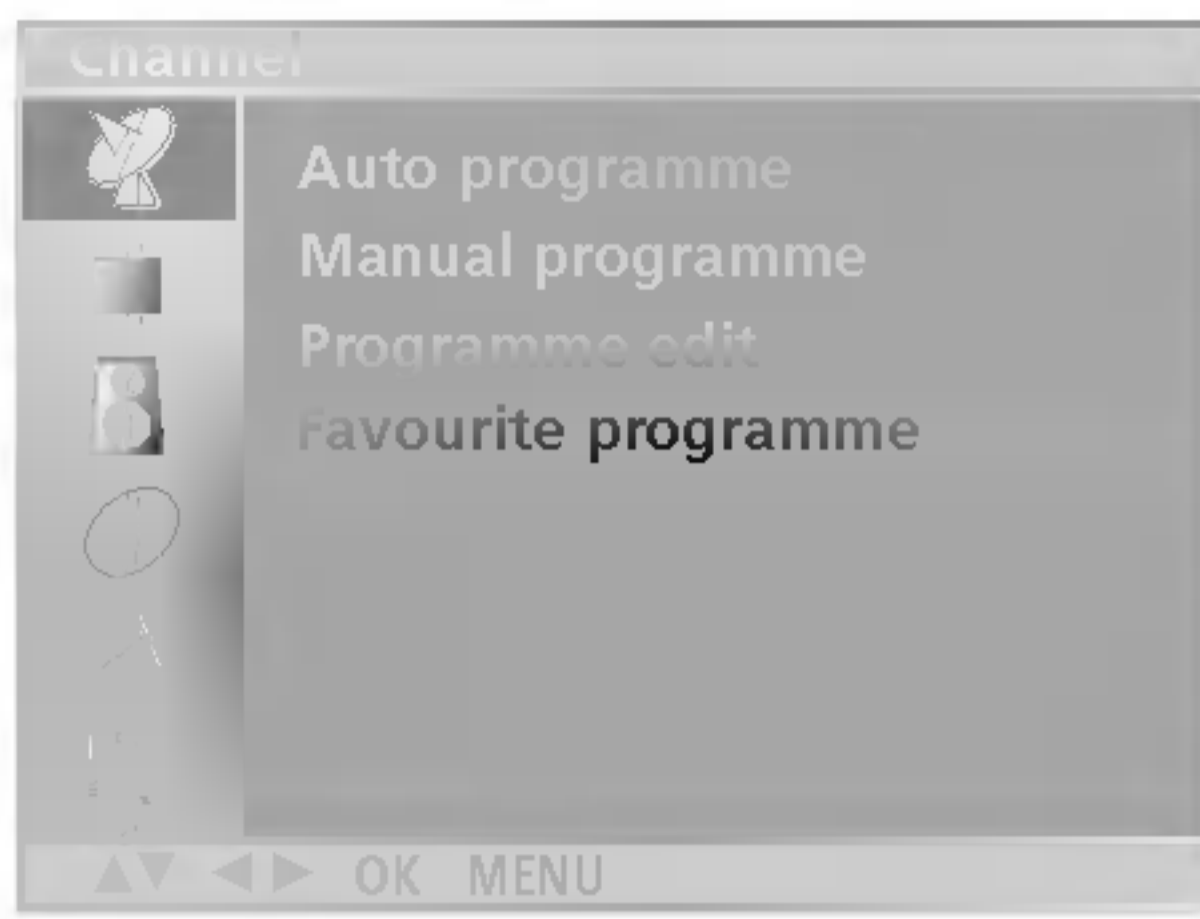 Channel
Auto programme
Manual programme
Programme edit
Favourite programme
▲▼ ◀ ▶ OK MENU